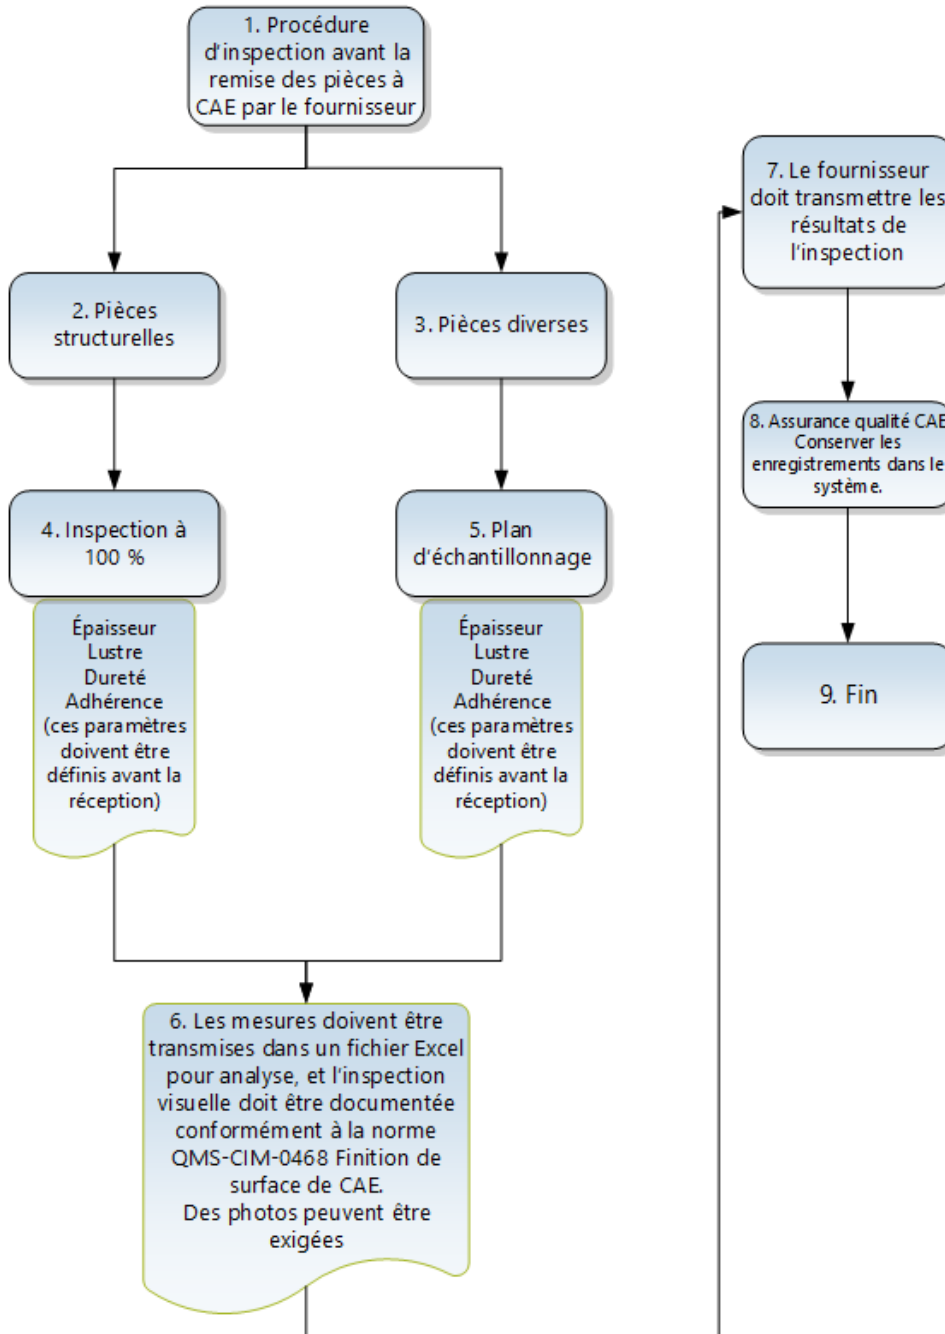 1. Procédure
d'inspection avant la
remise des pièces à
CAE par le fournisseur
2. Pièces
structurelles
3. Pièces diverses
4. Inspection à
100 %
5. Plan
d'échantillonnage
Épaisseur
Lustre
Dureté
Adhérence
(ces paramètres
doivent être
définis avant la
réception)
Épaisseur
Lustre
Dureté
Adhérence
(ces paramètres
doivent être
définis avant la
réception)
6. Les mesures doivent être
transmises dans un fichier Excel
pour analyse, et l'inspection
visuelle doit être documentée
conformément à la norme
QMS-CIM-0468 Finition de
surface de CAE.
Des photos peuvent être
exigées
7. Le fournisseur
doit transmettre les
résultats de
l'inspection
8. Assurance qualité CAE
Conserver les
enregistrements dans le
système.
9. Fin